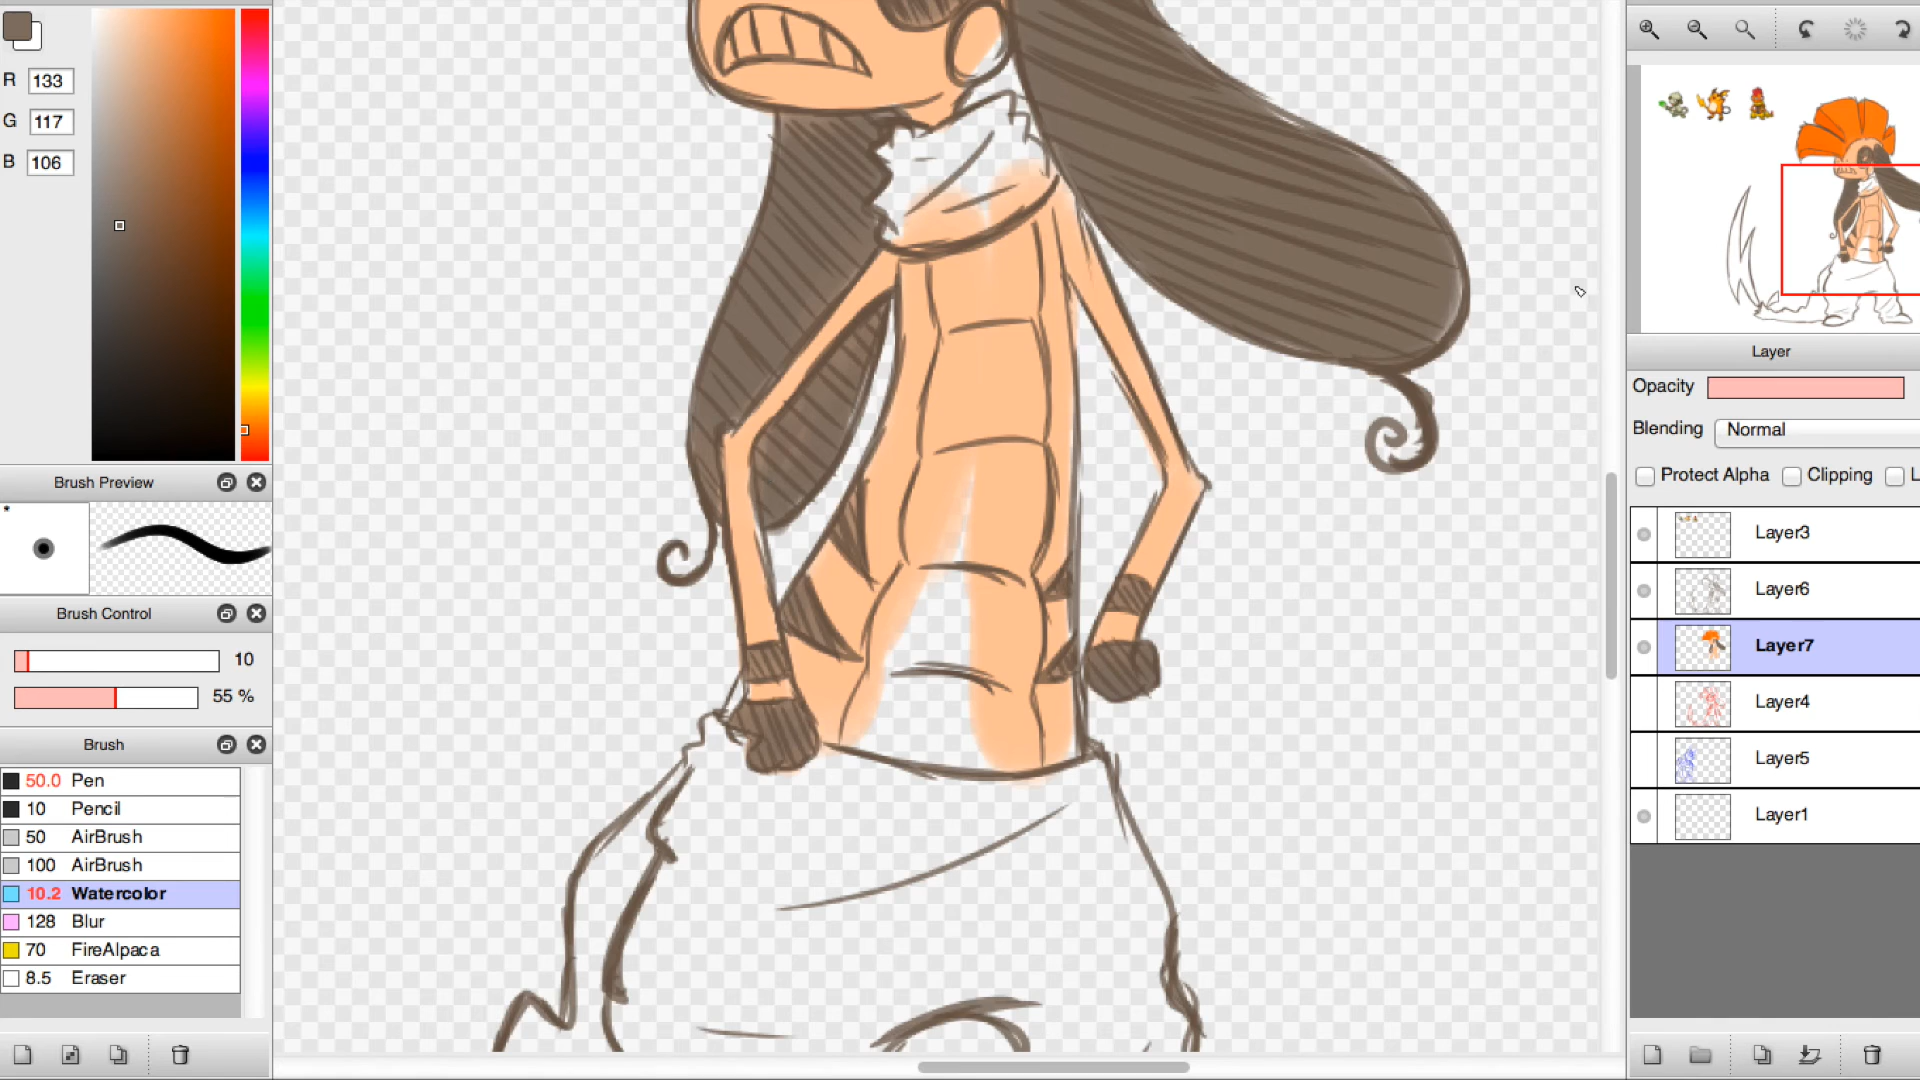 R 133
G 117
B 106
Brush Preview
*
Brush Control
10
55 %
Brush
50.0 Pen
10 Pencil
50 AirBrush
100 AirBrush
10.2 Watercolor
128 Blur
70 FireAlpaca
8.5 Eraser
Layer
Opacity
Blending Normal
Protect Alpha Clipping L
Layer3
Layer6
Layer7
Layer4
Layer5
Layer1